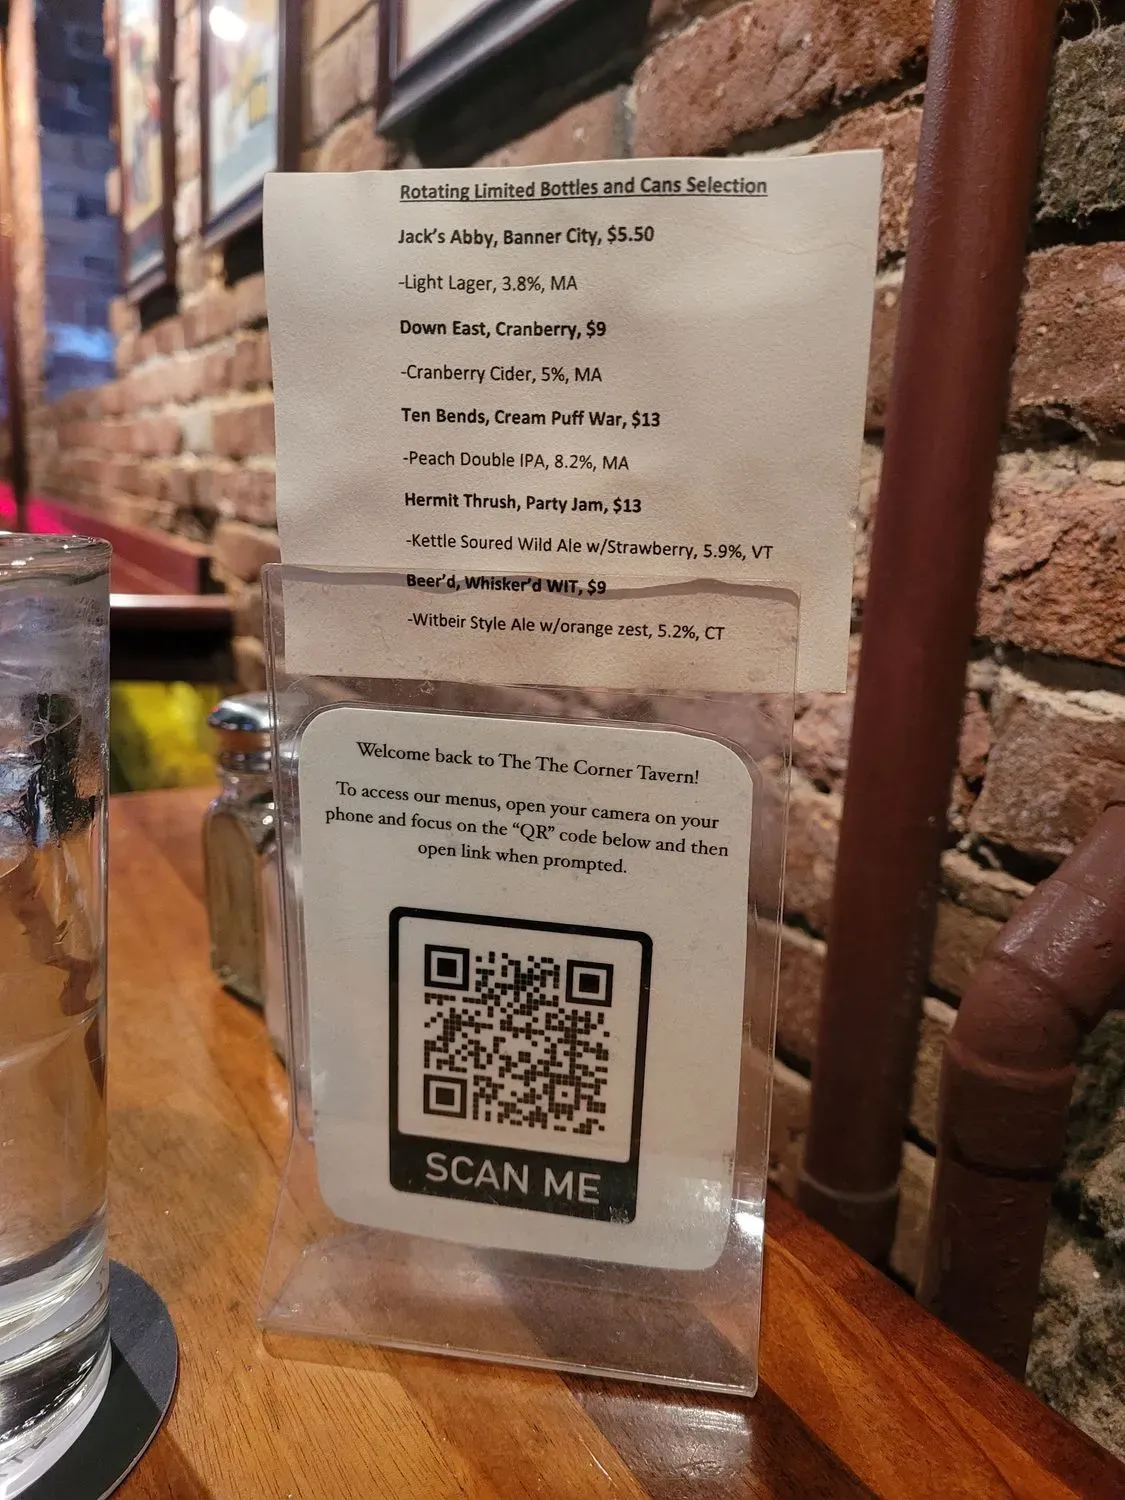 Rotating Limited Bottles and Cans Selection
Jack's Abby, Banner City, $5.50
-Light Lager, 3.8%, MA
Down East, Cranberry, $9
-Cranberry Cider, 5%, MA
Ten Bends, Cream Puff War, $13
-Peach Double IPA, 8.2%, MA
Hermit Thrush, Party Jam, $13
-Kettle Soured Wild Ale w/Strawberry, 5.9%, VT
Beer'd, Whisker'd WIT, $9
-Witbeir Style Ale w/orange zest, 5.2%, CT
Welcome back to The The Corner Tavern!
To access our menus, open your camera on your
phone and focus on the "QR" code below and then
open link when prompted.
SCAN ME